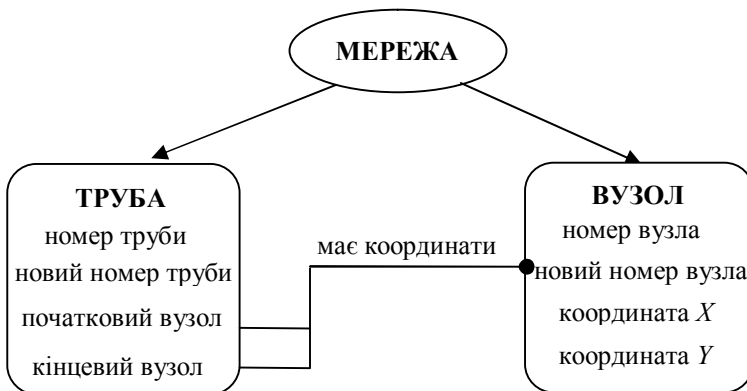 МЕРЕЖА
ТРУБА
номер труби
новий номер труби
початковий вузол
кінцевий вузол
має координати
ВУЗОЛ
номер вузла
новий номер вузла
координата X
координата Y